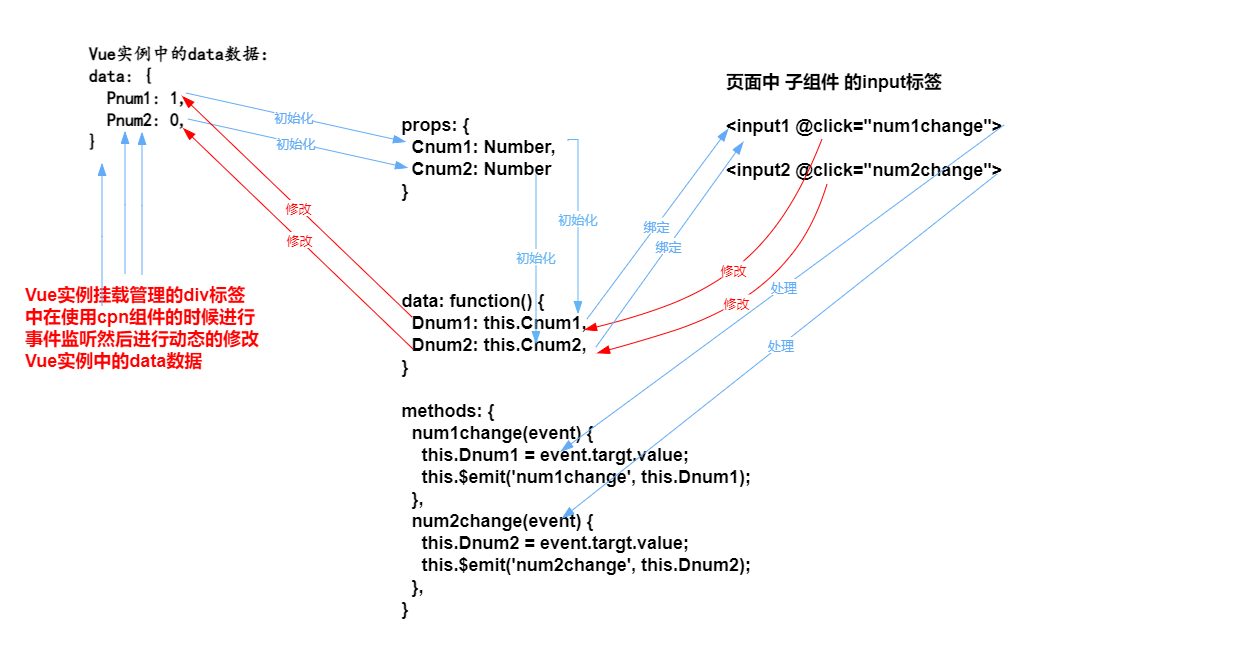 Vue实例中的data数据：
data: {
Pnum1: 1,
Pnum2: 0,
}
初始化
初始化
修改
修改
Vue实例挂载管理的div标签
中在使用cpn组件的时候进行
事件监听然后进行动态的修改
Vue实例中的data数据
props: {
Cnum1: Number,
Cnum2: Number
}
初始化
初始化
data: function() {
Dnum1: this.Cnum1,
Dnum2: this.Cnum2,
}
methods: {
num1change(event) {
this.Dnum1 = event.targt.value;
this.$emit('num1change', this.Dnum1);
},
num2change(event) {
this.Dnum2 = event.targt.value;
this.$emit('num2change', this.Dnum2);
},
}
页面中 子组件 的input标签
<input1 @click="num1change">
<input2 @click="num2change">
绑定
绑定
修改
修改
处理
处理